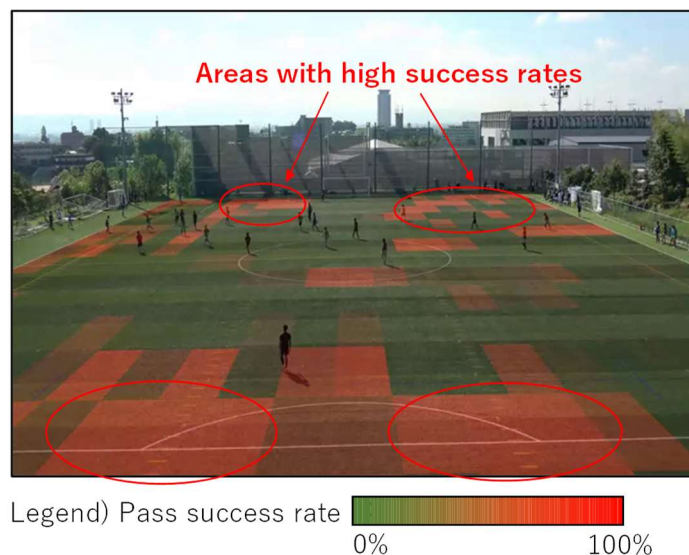 Areas with high success rates
Legend) Pass success rate
0%
100%